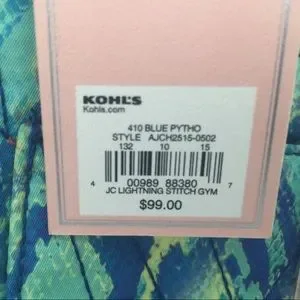 KOHL'S
Kohls.com
410 BLUE PYTHO
STYLE AJCH2515-0502
132 10 15
4 00989 88380 7
JC LIGHTNING STITCH GYM
$99.00